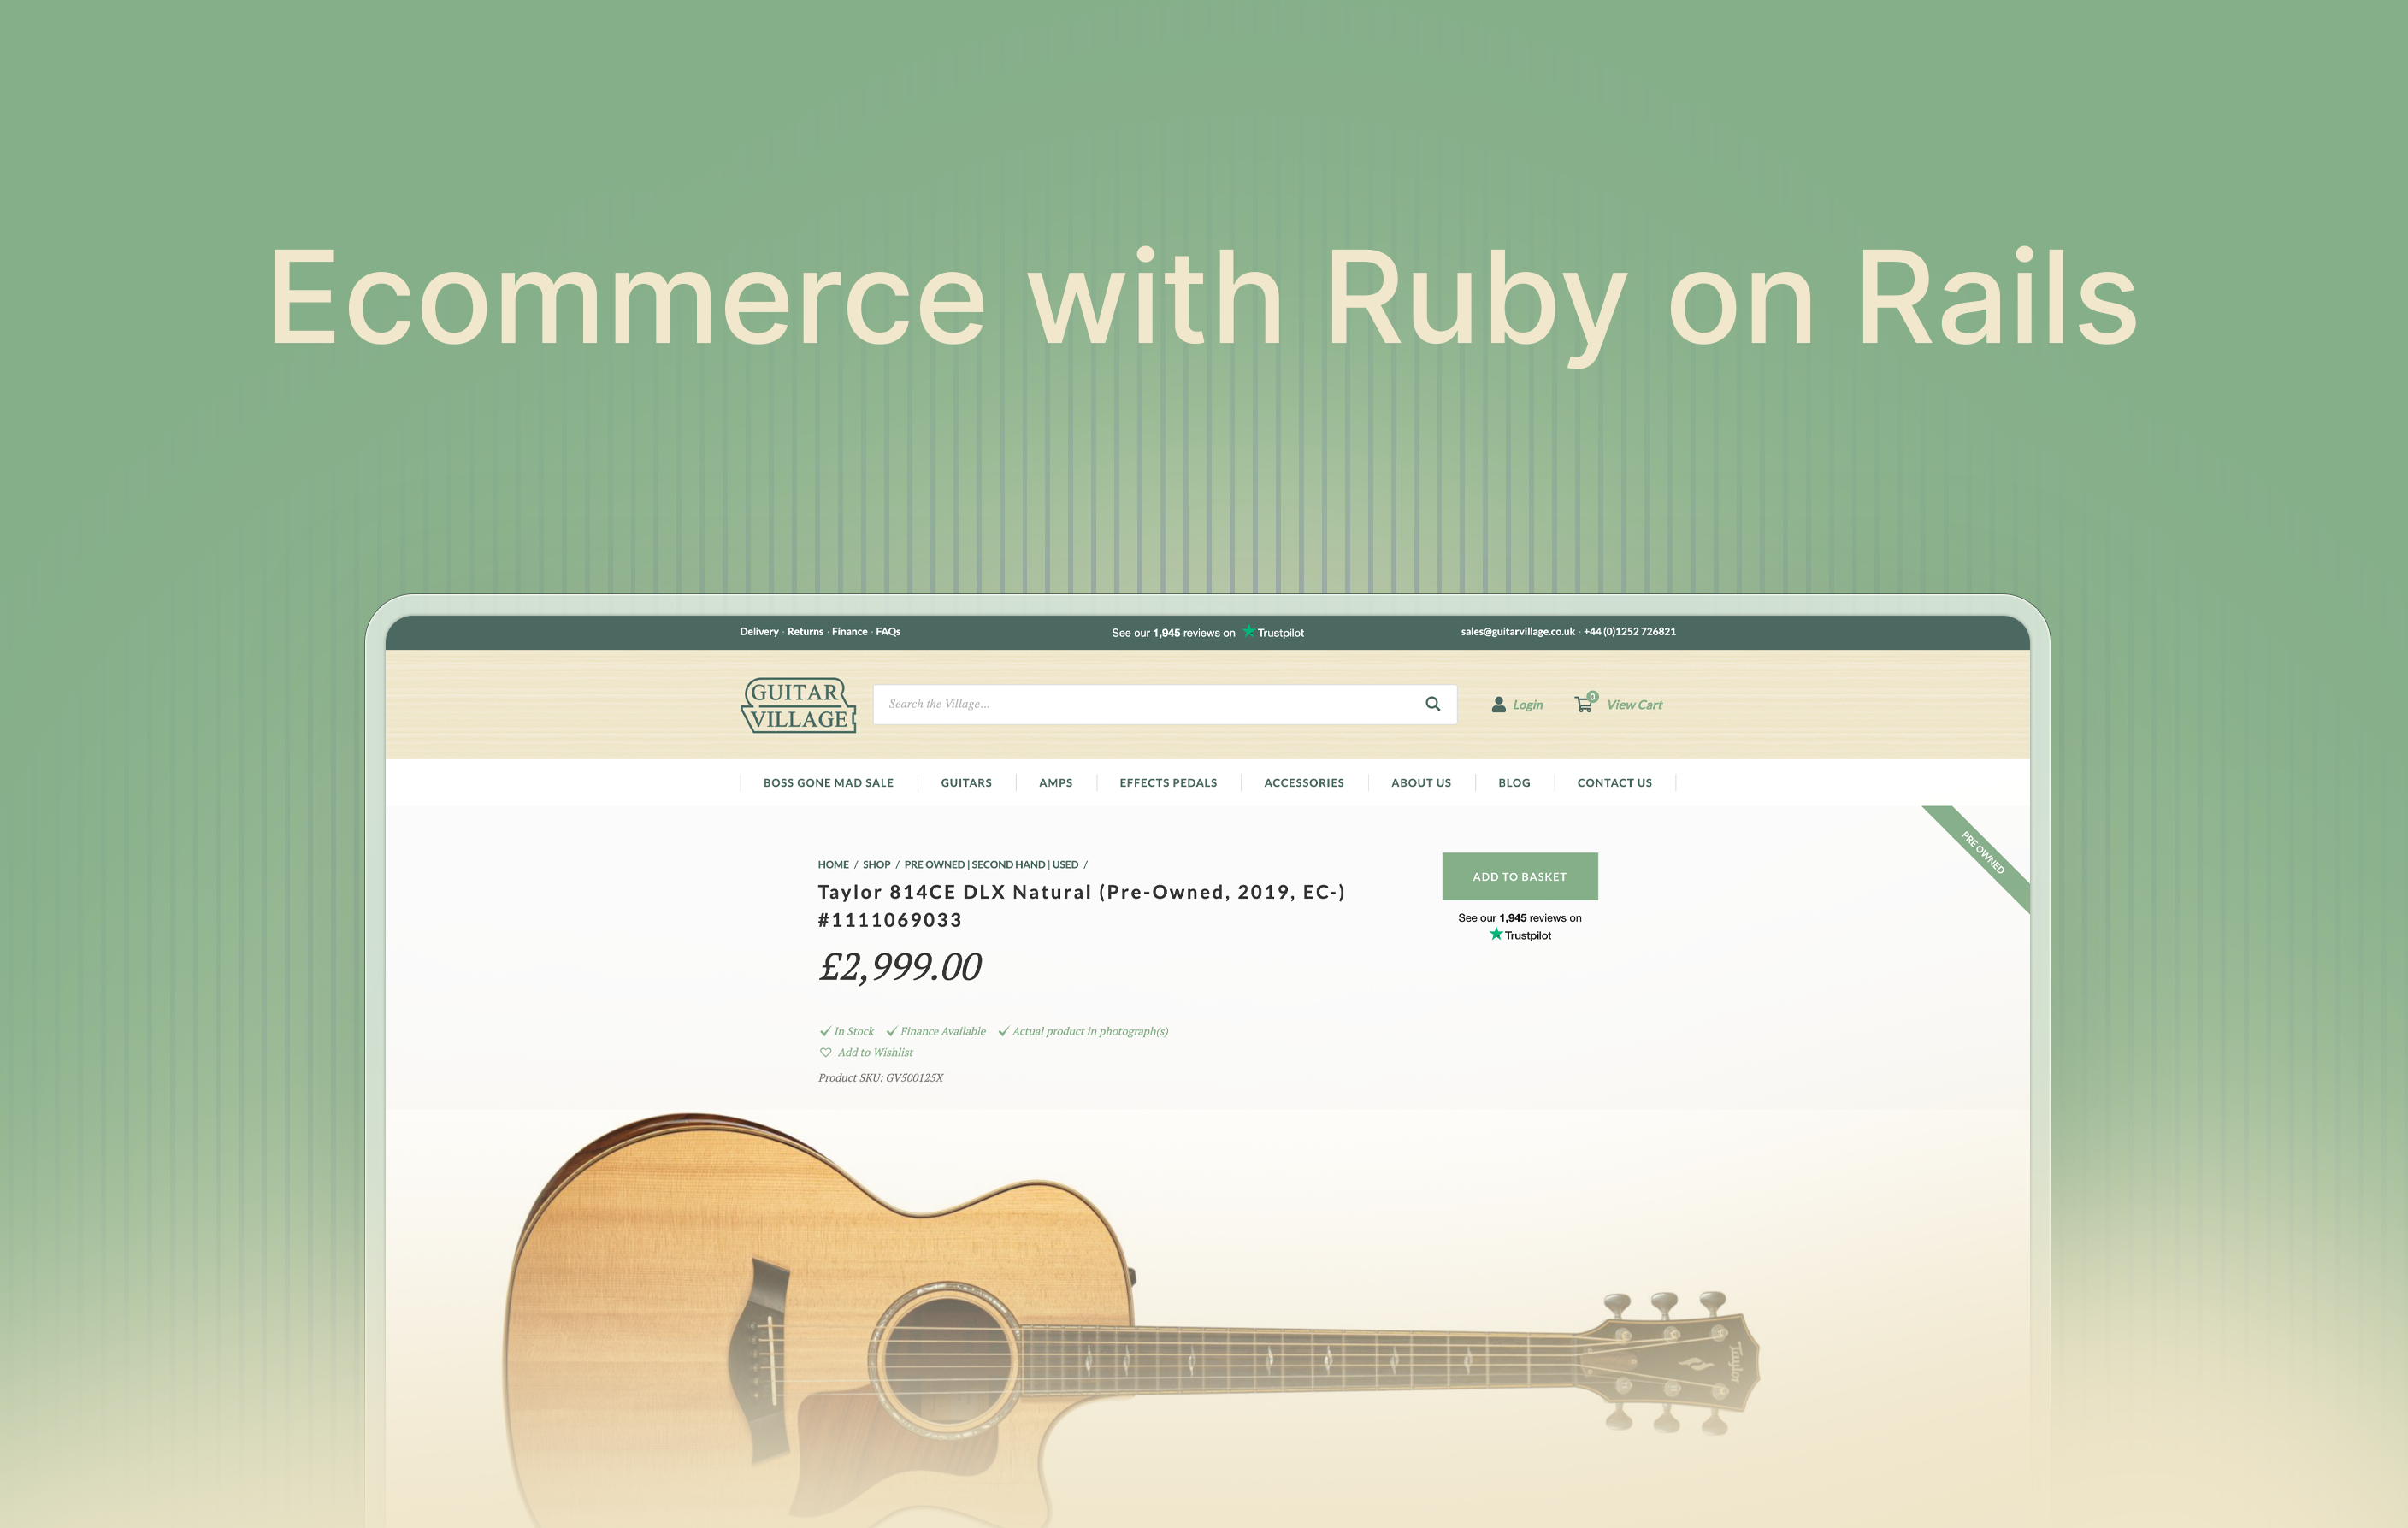 Ecommerce with Ruby on Rails
Delivery · Returns · Finance · FAQs
See our 1,945 reviews on Trustpilot
sales@guitarvillage.co.uk · +44 (0)1252 726821
GUITAR
VILLAGE
Search the Village...
Login
0
View Cart
BOSS GONE MAD SALE
GUITARS
AMPS
EFFECTS PEDALS
ACCESSORIES
ABOUT US
BLOG
CONTACT US
PRE OWNED
HOME / SHOP / PRE OWNED | SECOND HAND | USED /
Taylor 814CE DLX Natural (Pre-Owned, 2019, EC-)
#1111069033
£2,999.00
ADD TO BASKET
See our 1,945 reviews on
Trustpilot
In Stock
Finance Available
Actual product in photograph(s)
Add to Wishlist
Product SKU: GV500125X
Taylor